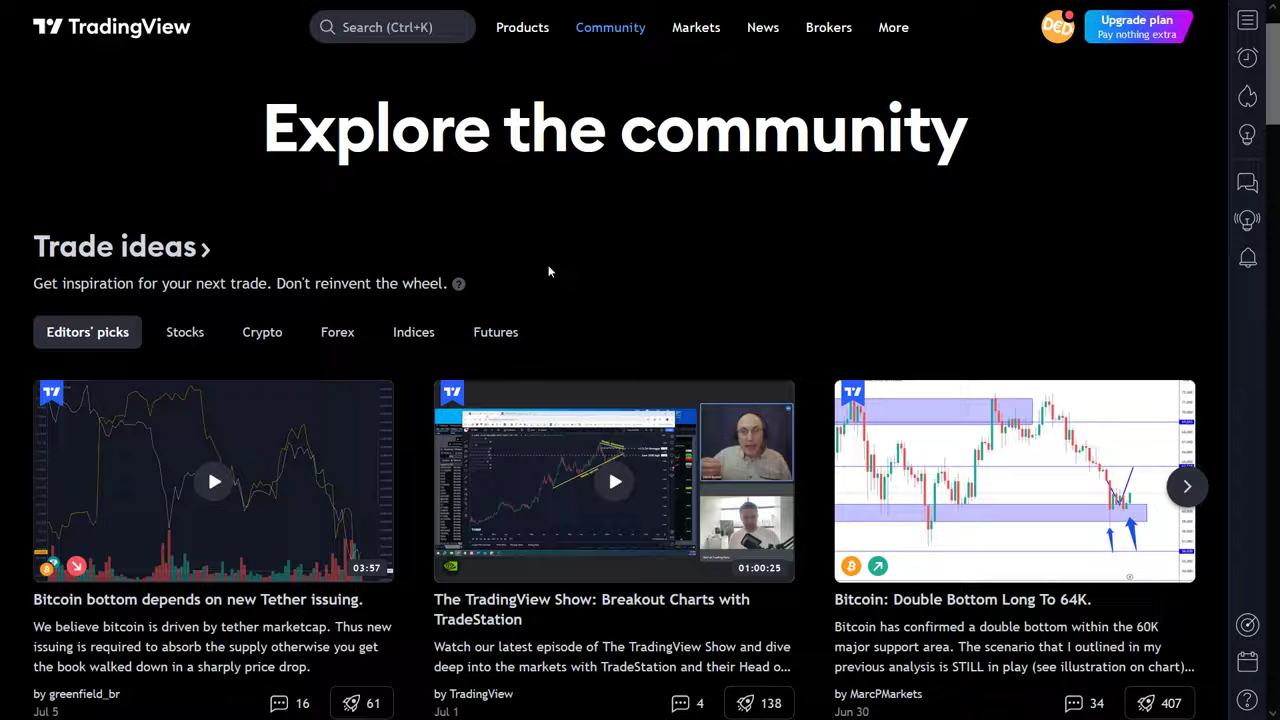 TradingView
Search (Ctrl+K)
Products
Community
Markets
News
Brokers
More
DED
Upgrade plan
Pay nothing extra
Explore the community
Trade ideas
Get inspiration for your next trade. Don't reinvent the wheel.
Editors' picks
Stocks
Crypto
Forex
Indices
Futures
03:57
Bitcoin bottom depends on new Tether issuing.
We believe bitcoin is driven by tether marketcap. Thus new
issuing is required to absorb the supply otherwise you get
the book walked down in a sharply price drop.
by greenfield_br
Jul 5
16
61
01:00:25
The TradingView Show: Breakout Charts with
TradeStation
Watch our latest episode of The TradingView Show and dive
deep into the markets with TradeStation and their Head o...
by TradingView
Jul 1
4
138
Bitcoin: Double Bottom Long To 64K.
Bitcoin has confirmed a double bottom within the 60K
major support area. The scenario that I outlined in my
previous analysis is STILL in play (see illustration on chart)...
by MarcPMarkets
Jun 30
34
407